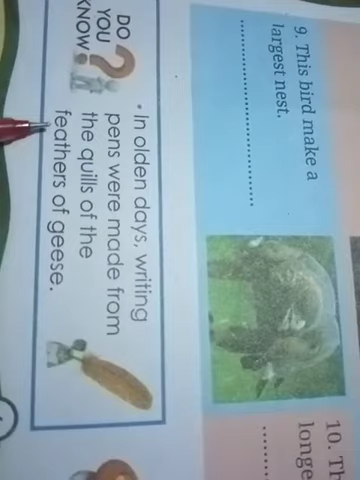 9. This bird make a
largest nest.
10. Th
longe
DO
YOU
KNOW?
• In olden days, writing
pens were made from
the quills of the
feathers of geese.